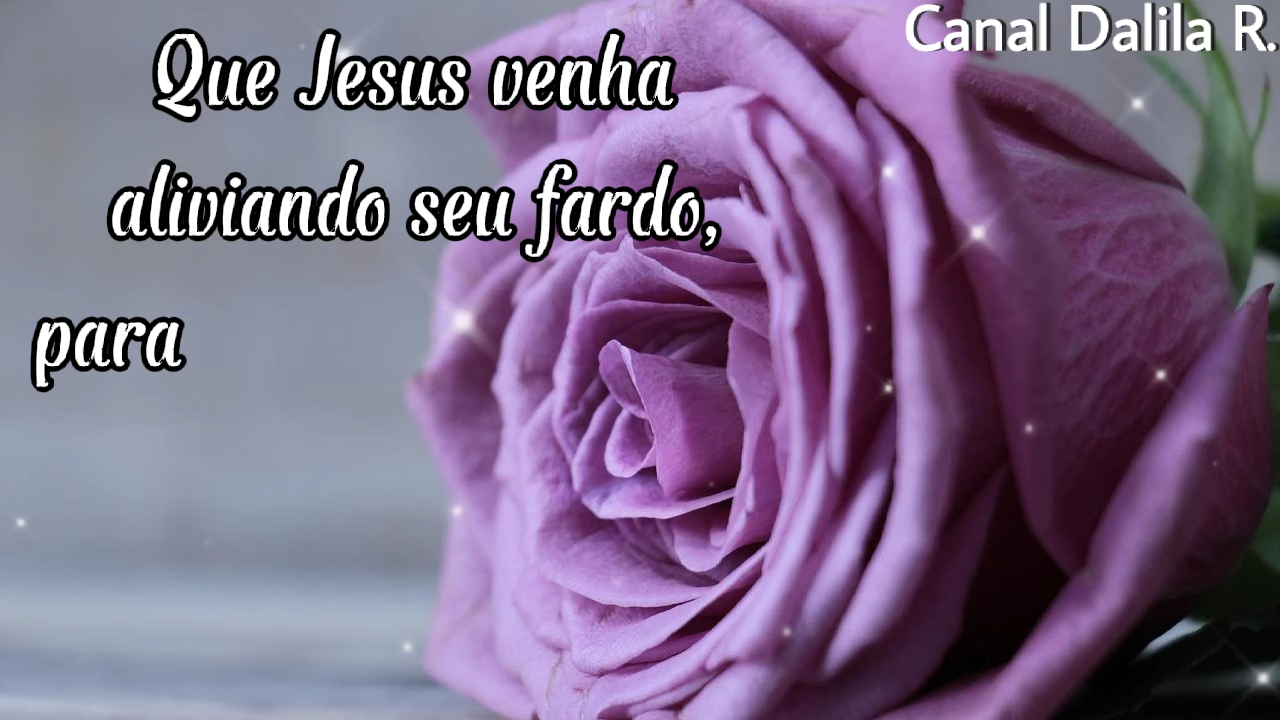 Canal Dalila R.
Que Jesus venha
aliviando seu fardo,
para